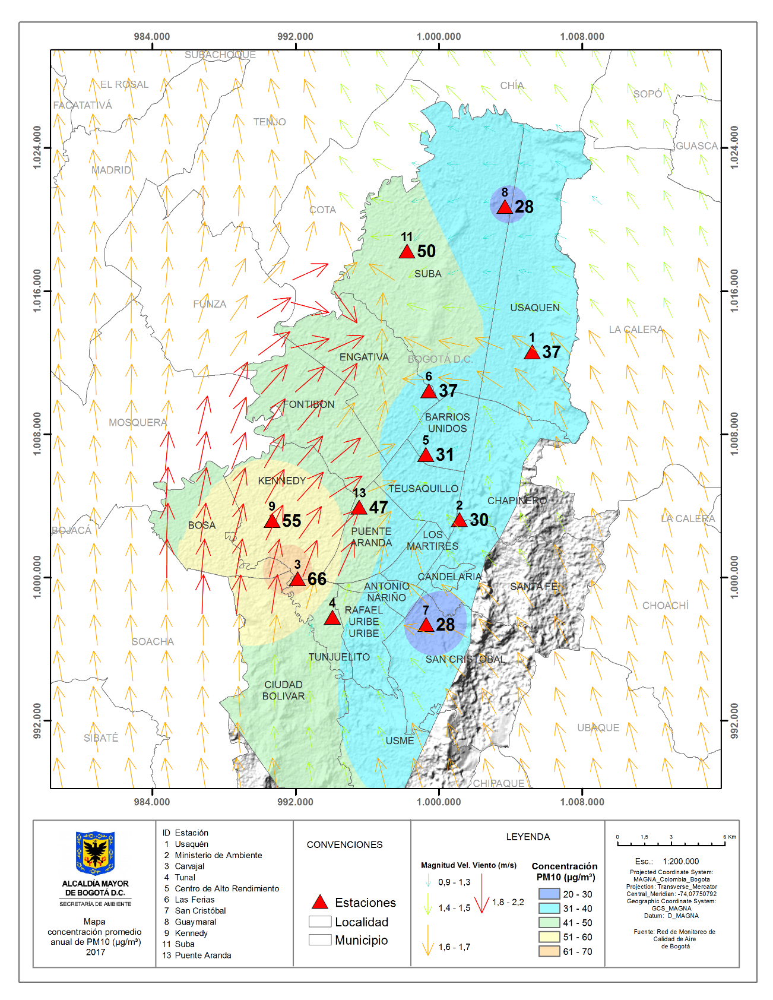 984.000
992.000
1.000.000
1.008.000
SUBACHOQUE
EL ROSAL
CHÍA
SOPÓ
FACATATIVÁ
TENJO
1.024.000
1.024.000
GUASCA
MADRID
8
28
COTA
11
50
SUBA
1.016.000
1.016.000
FUNZA
USAQUEN
LA CALERA
1
37
ENGATIVA
BOGOTÁ D.C.
6
37
FONTIBON
MOSQUERA
BARRIOS
UNIDOS
1.008.000
1.008.000
5
31
KENNEDY
TEUSAQUILLO
13
47
CHAPINERO
9
55
2
30
LA CALERA
BOSA
BOJACÁ
PUENTE
ARANDA
LOS
MARTIRES
3
66
CANDELARIA
1.000.000
1.000.000
ANTONIO
NARIÑO
SANTA FE
4
RAFAEL
URIBE
URIBE
7
28
CHOACHÍ
SOACHA
TUNJUELITO
SAN CRISTOBAL
CIUDAD
BOLIVAR
992.000
992.000
SIBATÉ
USME
UBAQUE
CHIPAQUE
984.000
992.000
1.000.000
1.008.000
ALCALDÍA MAYOR
DE BOGOTÁ D.C.
SECRETARÍA DE AMBIENTE
Mapa
concentración promedio
anual de PM10 (µg/m³)
2017
ID Estación
1 Usaquén
2 Ministerio de Ambiente
3 Carvajal
4 Tunal
5 Centro de Alto Rendimiento
6 Las Ferias
7 San Cristóbal
8 Guaymaral
9 Kennedy
11 Suba
13 Puente Aranda
CONVENCIONES
Estaciones
Localidad
Municipio
LEYENDA
Magnitud Vel. Viento (m/s)
0,9 - 1,3
1,4 - 1,5
1,6 - 1,7
1,8 - 2,2
Concentración
PM10 (µg/m³)
20 - 30
31 - 40
41 - 50
51 - 60
61 - 70
0 1,5 3 6 Km
Esc.: 1:200.000
Projected Coordinate System:
MAGNA_Colombia_Bogota
Projection: Transverse_Mercator
Central_Meridian: -74,07750792
Geographic Coordinate System:
GCS_MAGNA
Datum: D_MAGNA
Fuente: Red de Monitoreo de
Calidad de Aire
de Bogotá